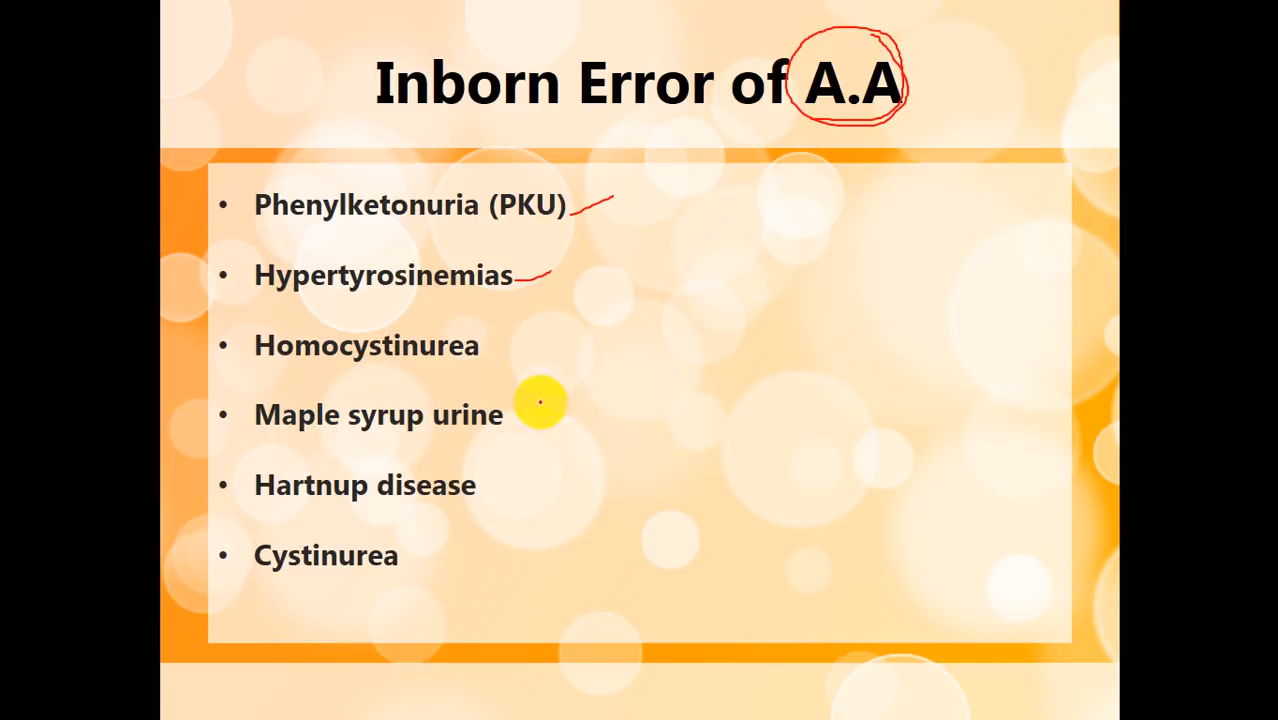 Inborn Error of A.A
• Phenylketonuria (PKU)
• Hypertyrosinemias
• Homocystinurea
• Maple syrup urine
• Hartnup disease
• Cystinurea